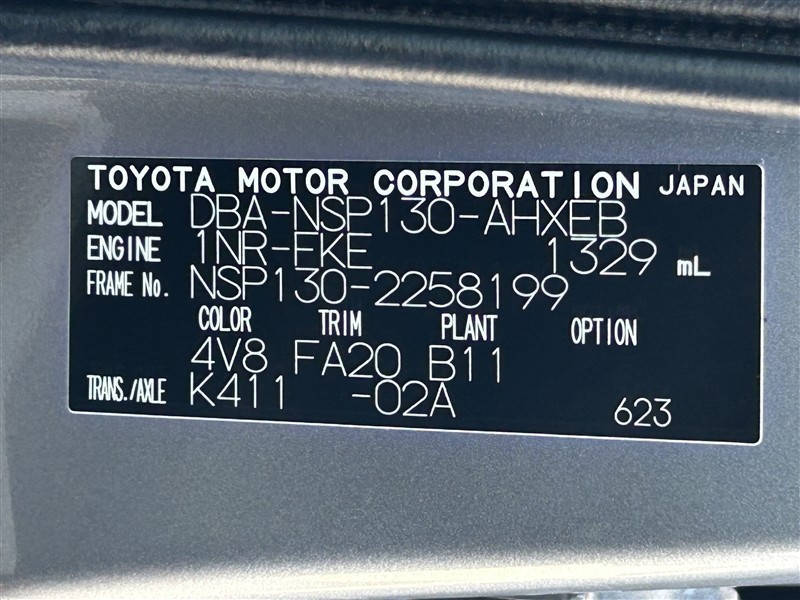 TOYOTA MOTOR CORPORATION JAPAN
MODEL DBA-NSP130-AHXEB
ENGINE 1NR-FKE 1329 mL
FRAME No. NSP130-2258199
COLOR TRIM PLANT OPTION
4V8 FA20 B11
TRANS./AXLE K411 -02A 623